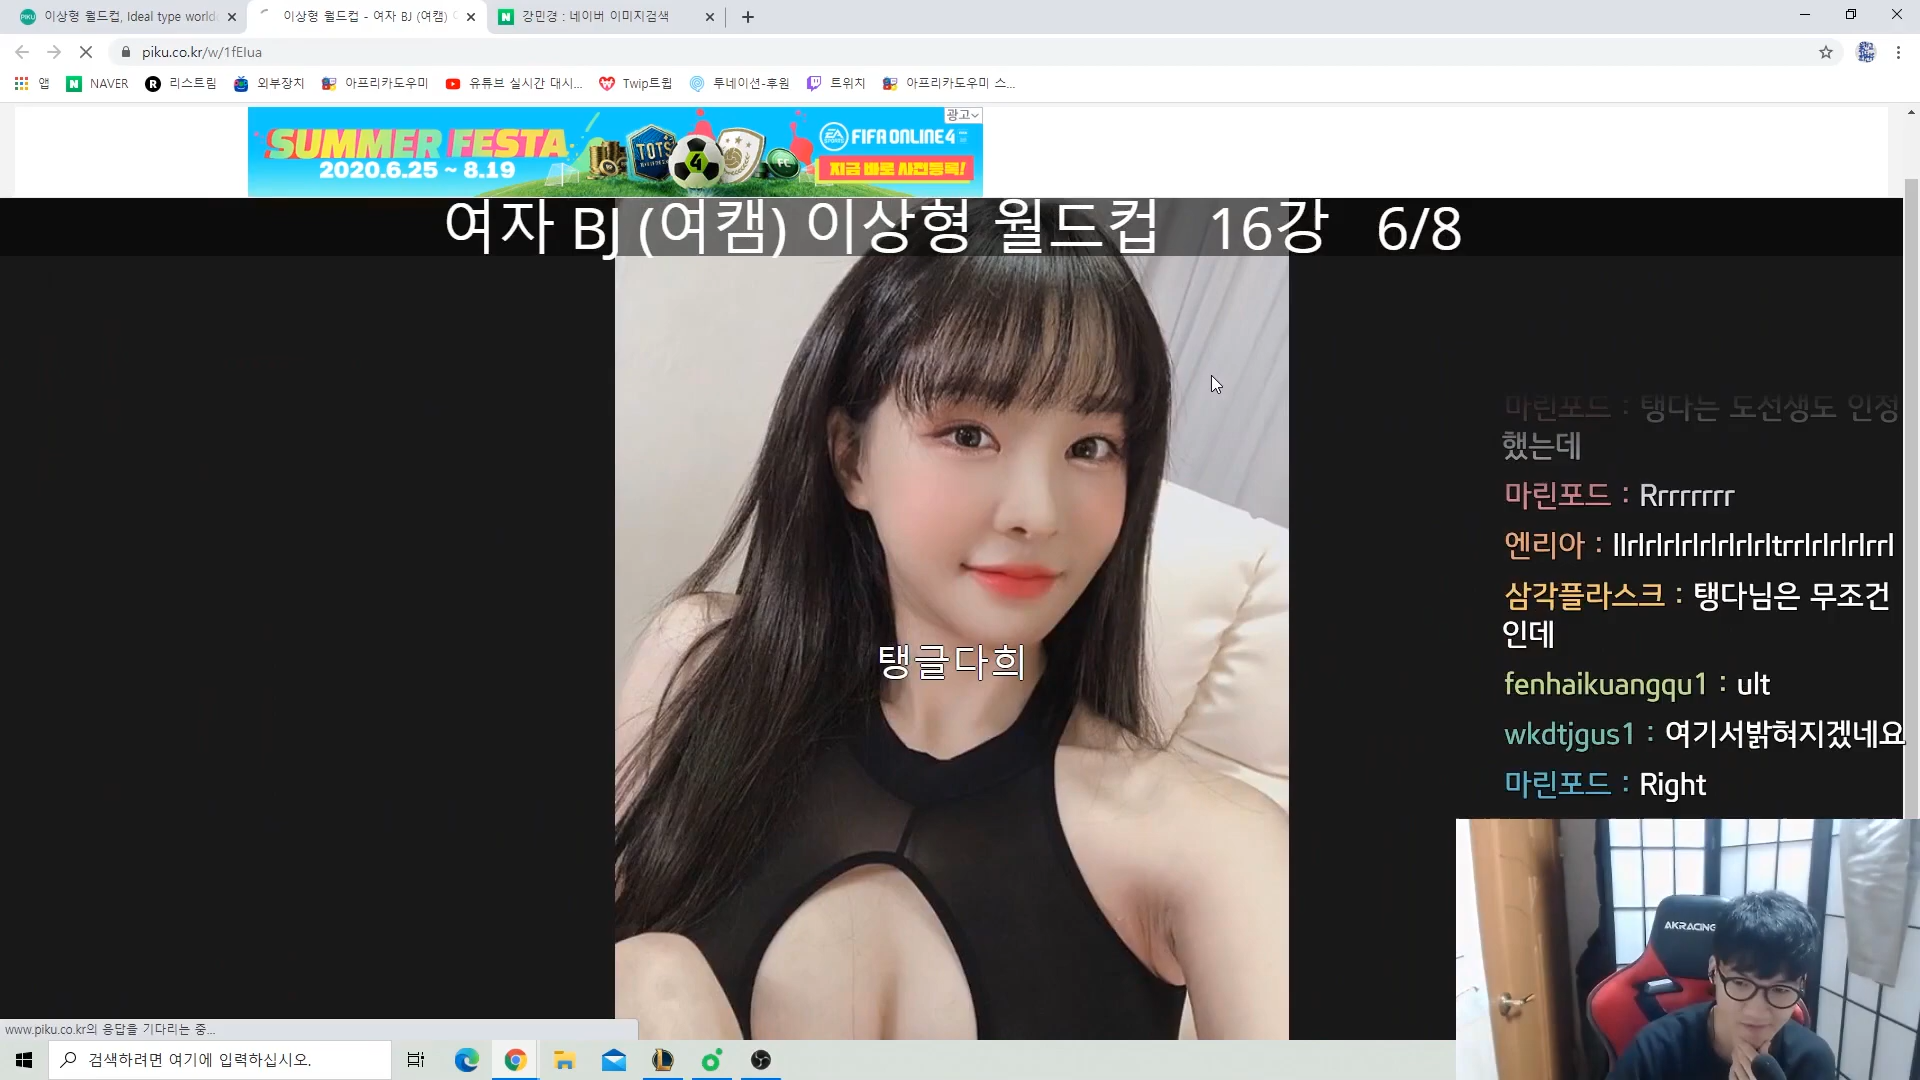 이상형 월드컵, Ideal type world
이상형 월드컵 - 여자 BJ (여캠)
강민경 : 네이버 이미지검색
piku.co.kr/w/1fEIua
앱
NAVER
리스트림
외부장치
아프리카도우미
유튜브 실시간 대시...
Twip트윕
투네이션-후원
트위치
아프리카도우미 스...
광고
SUMMER FESTA
2020.6.25 ~ 8.19
TOTS
4
FC
EA SPORTS
FIFA ONLINE 4
지금 바로 사전등록!
여자 BJ (여캠) 이상형 월드컵 16강 6/8
마린포드 : 탱다는 도선생도 인정
했는데
마린포드 : Rrrrrrrr
엔리아 : llrlrlrlrlrlrlrlrltrrlrlrlrlrrl
삼각플라스크 : 탱다님은 무조건
인데
fenhaikuangqu1 : ult
wkdtjgus1 : 여기서밝혀지겠네요
마린포드 : Right
탱글다희
AKRACING
www.piku.co.kr의 응답을 기다리는 중...
검색하려면 여기에 입력하십시오.